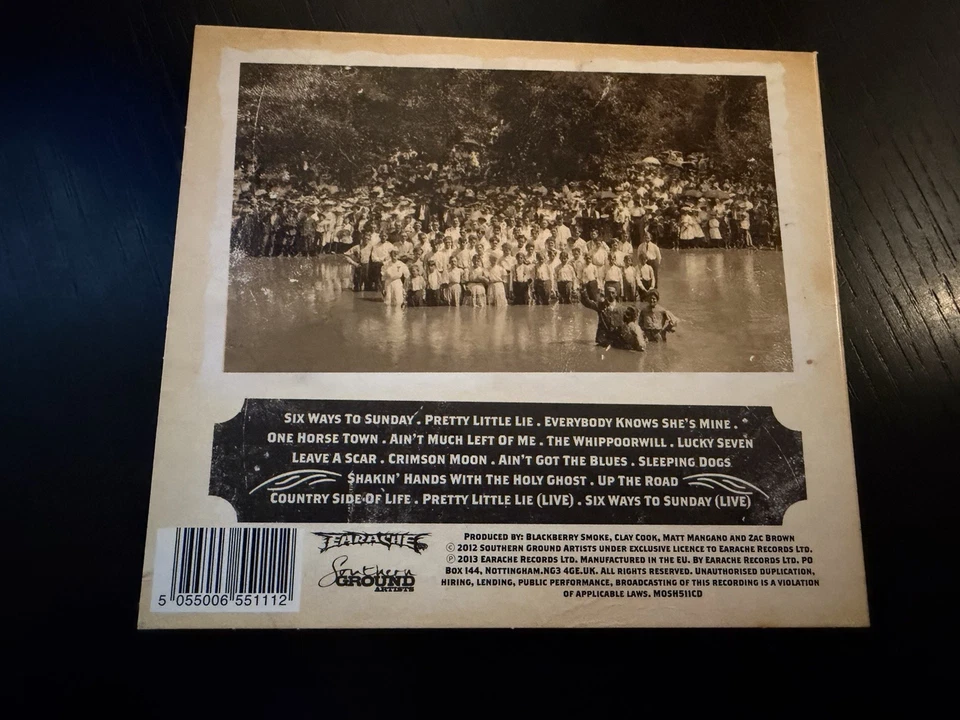 Six Ways To Sunday . Pretty Little Lie . Everybody Knows She's Mine .
One Horse Town . Ain't Much Left Of Me . The Whippoorwill . Lucky Seven
Leave A Scar . Crimson Moon . Ain't Got The Blues . Sleeping Dogs
Shakin' Hands With The Holy Ghost . Up The Road
Country Side Of Life . Pretty Little Lie (Live) . Six Ways To Sunday (Live)
5 055006 551112
EARACHE
Southern
GROUND
ARTISTS
Produced by: Blackberry Smoke, Clay Cook, Matt Mangano and Zac Brown
© 2012 Southern Ground Artists under exclusive licence to Earache Records Ltd.
℗ 2013 Earache Records Ltd. Manufactured in the EU. By Earache Records Ltd. PO
Box 144, Nottingham.NG3 4GE.UK. All rights reserved. Unauthorised duplication,
hiring, lending, public performance, broadcasting of this recording is a violation
of applicable laws. MOSH511CD